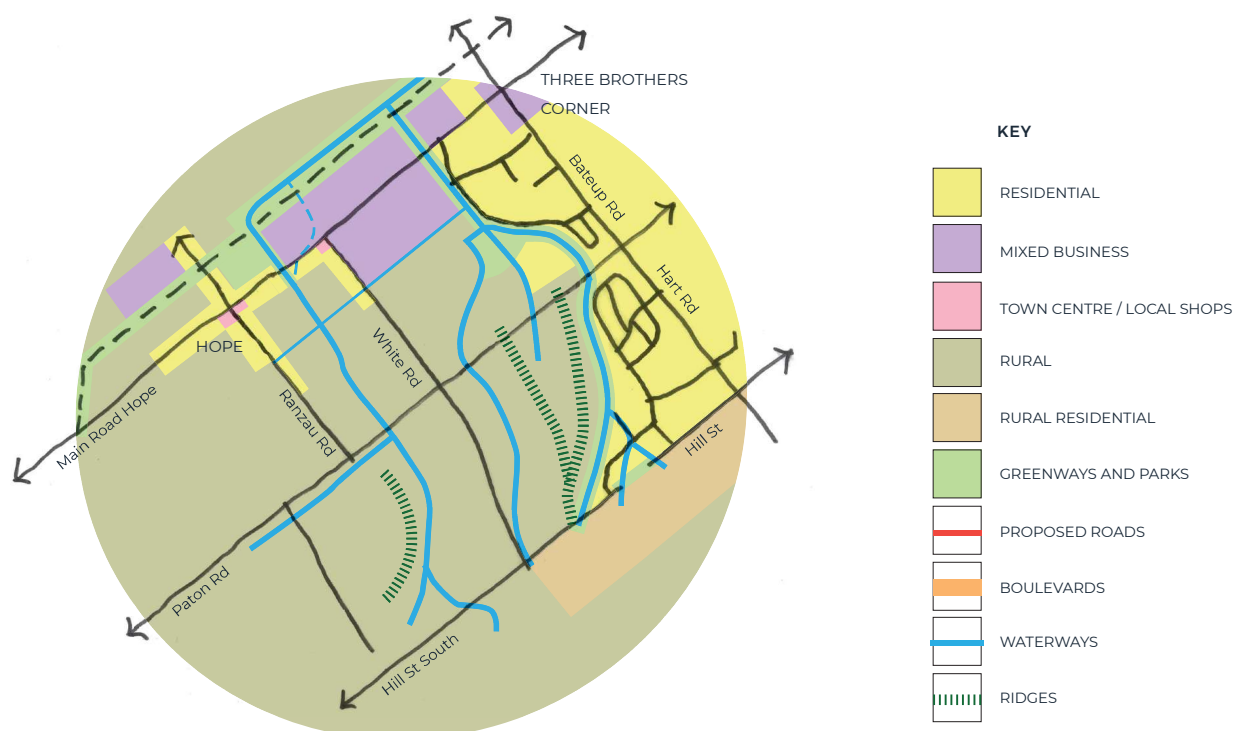 THREE BROTHERS
CORNER
Bateup Rd
Hart Rd
HOPE
White Rd
Main Road Hope
Ranzau Rd
Hill St
Paton Rd
Hill St South
KEY
RESIDENTIAL
MIXED BUSINESS
TOWN CENTRE / LOCAL SHOPS
RURAL
RURAL RESIDENTIAL
GREENWAYS AND PARKS
PROPOSED ROADS
BOULEVARDS
WATERWAYS
RIDGES